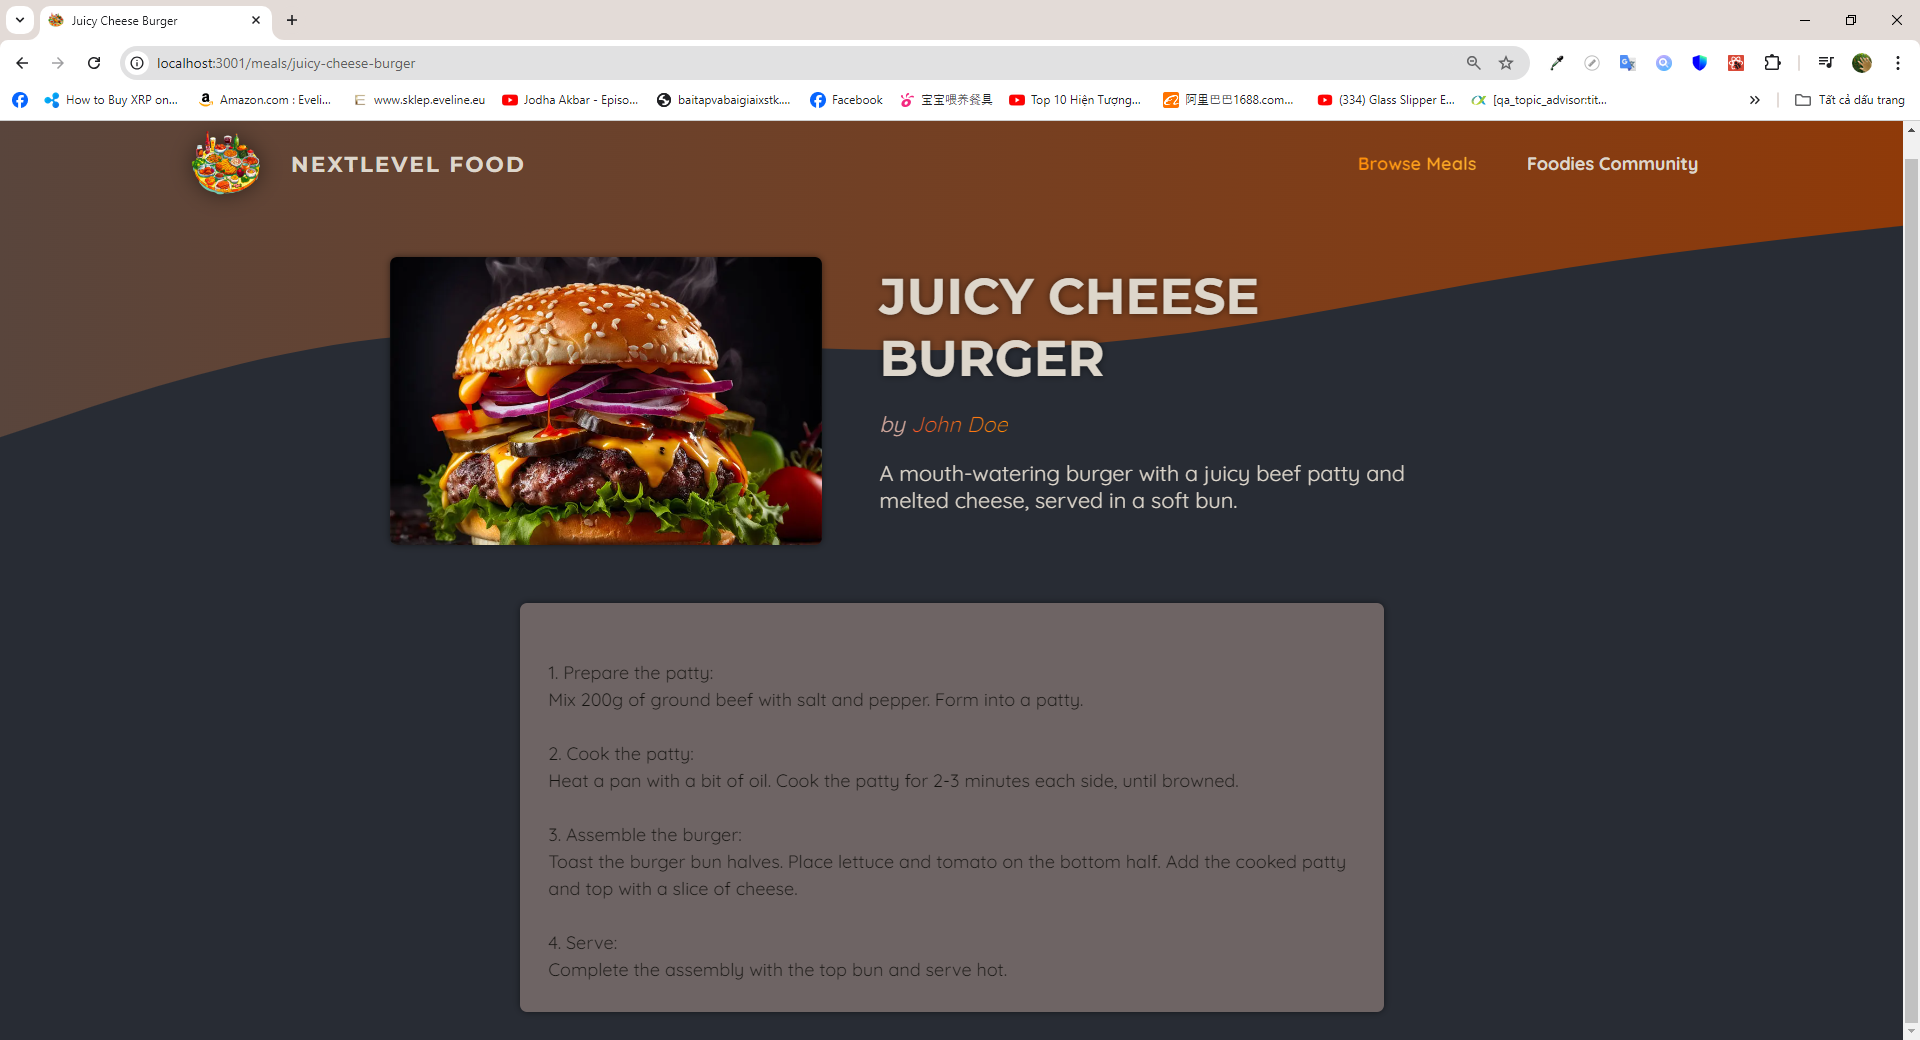 Juicy Cheese Burger
localhost:3001/meals/juicy-cheese-burger
How to Buy XRP on...
Amazon.com : Eveli...
www.sklep.eveline.eu
Jodha Akbar - Episo...
baitapvabaigiaixstk....
Facebook
宝宝喂养餐具
Top 10 Hiện Tượng...
阿里巴巴1688.com...
(334) Glass Slipper E...
[qa_topic_advisor:tit...
Tất cả dấu trang
NEXTLEVEL FOOD
Browse Meals
Foodies Community
JUICY CHEESE
BURGER
by John Doe
A mouth-watering burger with a juicy beef patty and
melted cheese, served in a soft bun.
1. Prepare the patty:
Mix 200g of ground beef with salt and pepper. Form into a patty.
2. Cook the patty:
Heat a pan with a bit of oil. Cook the patty for 2-3 minutes each side, until browned.
3. Assemble the burger:
Toast the burger bun halves. Place lettuce and tomato on the bottom half. Add the cooked patty
and top with a slice of cheese.
4. Serve:
Complete the assembly with the top bun and serve hot.